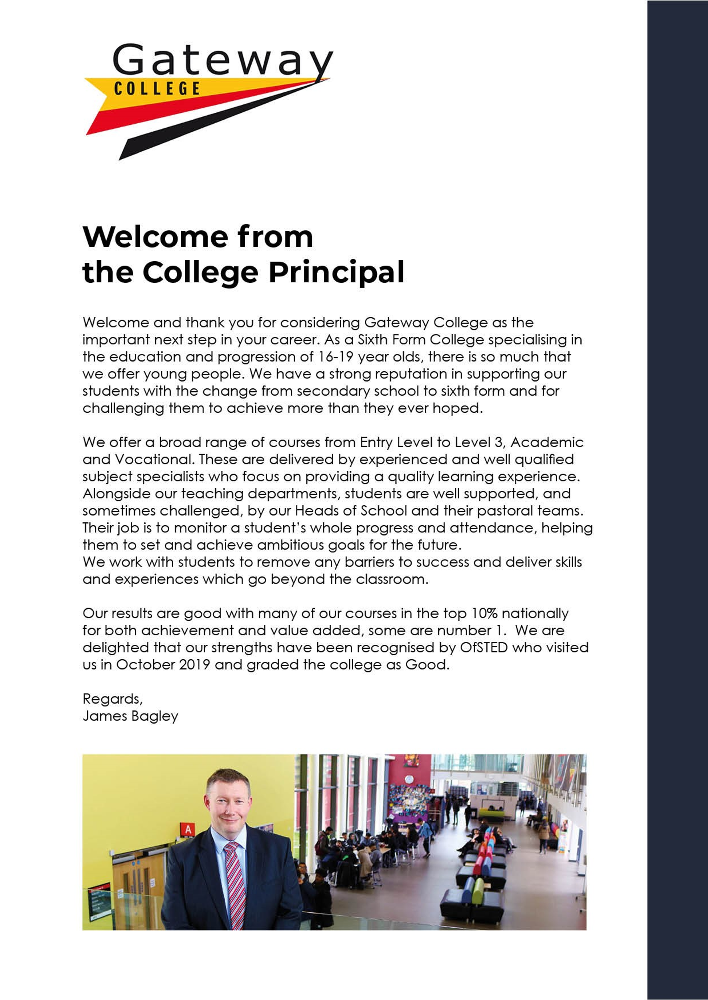 Gateway
COLLEGE
Welcome from
the College Principal
Welcome and thank you for considering Gateway College as the
important next step in your career. As a Sixth Form College specialising in
the education and progression of 16-19 year olds, there is so much that
we offer young people. We have a strong reputation in supporting our
students with the change from secondary school to sixth form and for
challenging them to achieve more than they ever hoped.
We offer a broad range of courses from Entry Level to Level 3, Academic
and Vocational. These are delivered by experienced and well qualified
subject specialists who focus on providing a quality learning experience.
Alongside our teaching departments, students are well supported, and
sometimes challenged, by our Heads of School and their pastoral teams.
Their job is to monitor a student’s whole progress and attendance, helping
them to set and achieve ambitious goals for the future.
We work with students to remove any barriers to success and deliver skills
and experiences which go beyond the classroom.
Our results are good with many of our courses in the top 10% nationally
for both achievement and value added, some are number 1.  We are
delighted that our strengths have been recognised by OfSTED who visited
us in October 2019 and graded the college as Good.
Regards,
James Bagley
A